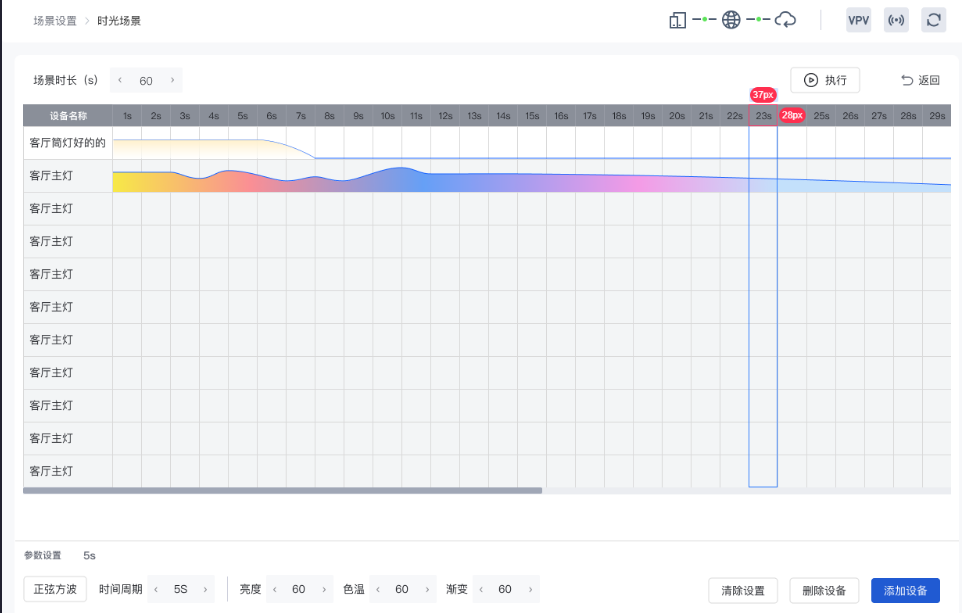 场景设置 > 时光场景
VPV
场景时长（s） < 60 >
执行
返回
37px
28px
设备名称 1s 2s 3s 4s 5s 6s 7s 8s 9s 10s 11s 12s 13s 14s 15s 16s 17s 18s 19s 20s 21s 22s 23s 25s 26s 27s 28s 29s
客厅筒灯好的的
客厅主灯
客厅主灯
客厅主灯
客厅主灯
客厅主灯
客厅主灯
客厅主灯
客厅主灯
客厅主灯
客厅主灯
参数设置 5s
正弦方波 时间周期 < 5S > 亮度 < 60 > 色温 < 60 > 渐变 < 60 >
清除设置 删除设备 添加设备